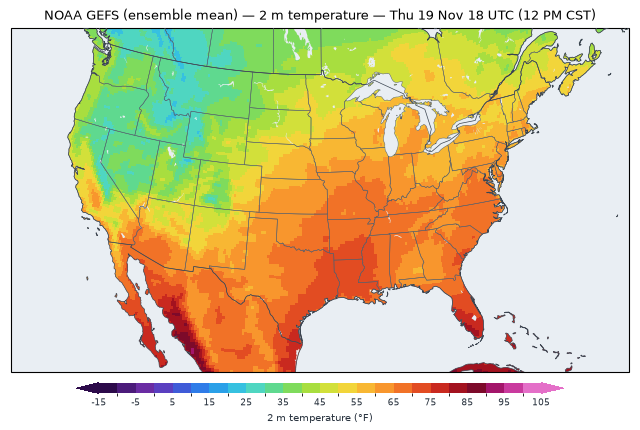 NOAA GEFS (ensemble mean) — 2 m temperature — Thu 19 Nov 18 UTC (12 PM CST)
-15 -5 5 15 25 35 45 55 65 75 85 95 105
2 m temperature (°F)